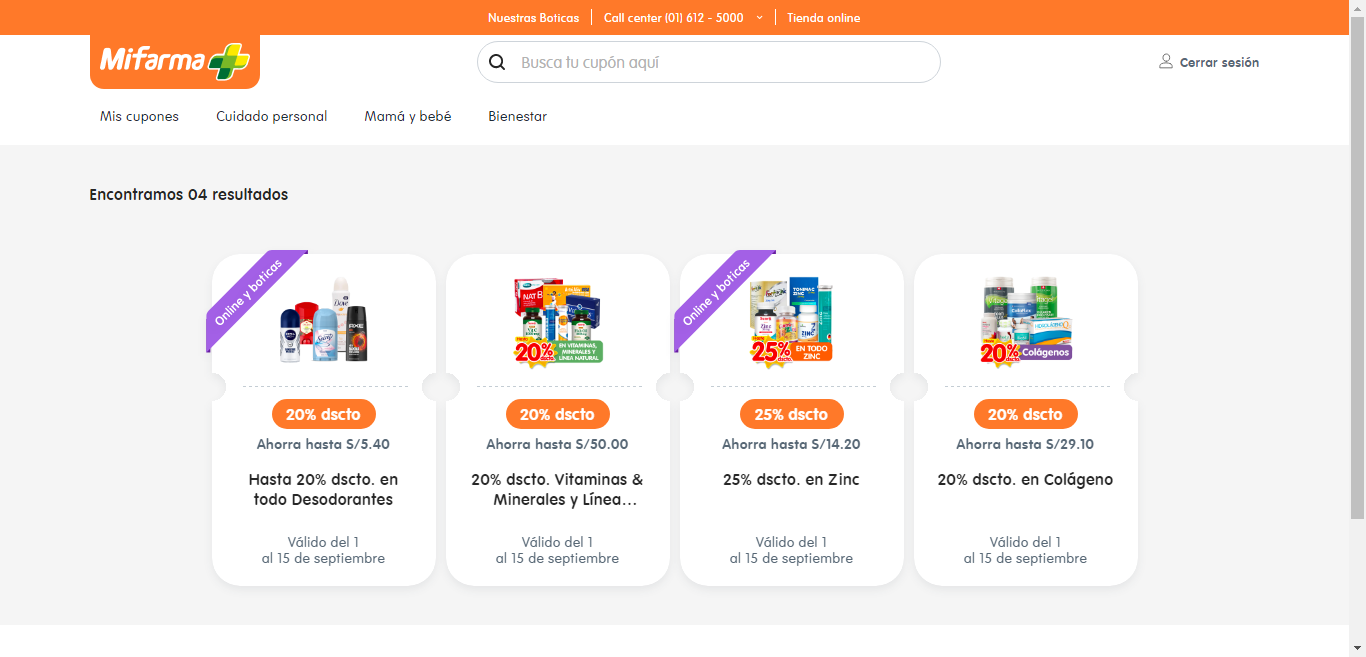 Nuestras Boticas
Call center (01) 612 - 5000
Tienda online
Mifarma
Busca tu cupón aquí
Cerrar sesión
Mis cupones
Cuidado personal
Mamá y bebé
Bienestar
Encontramos 04 resultados
Online y boticas
20% dscto
Ahorra hasta S/5.40
Hasta 20% dscto. en
todo Desodorantes
Válido del 1
al 15 de septiembre
20%
EN VITAMINAS,
MINERALES Y
LÍNEA NATURAL
20% dscto
Ahorra hasta S/50.00
20% dscto. Vitaminas &
Minerales y Línea...
Válido del 1
al 15 de septiembre
Online y boticas
25%
EN TODO
ZINC
25% dscto
Ahorra hasta S/14.20
25% dscto. en Zinc
Válido del 1
al 15 de septiembre
20%
Colágenos
20% dscto
Ahorra hasta S/29.10
20% dscto. en Colágeno
Válido del 1
al 15 de septiembre